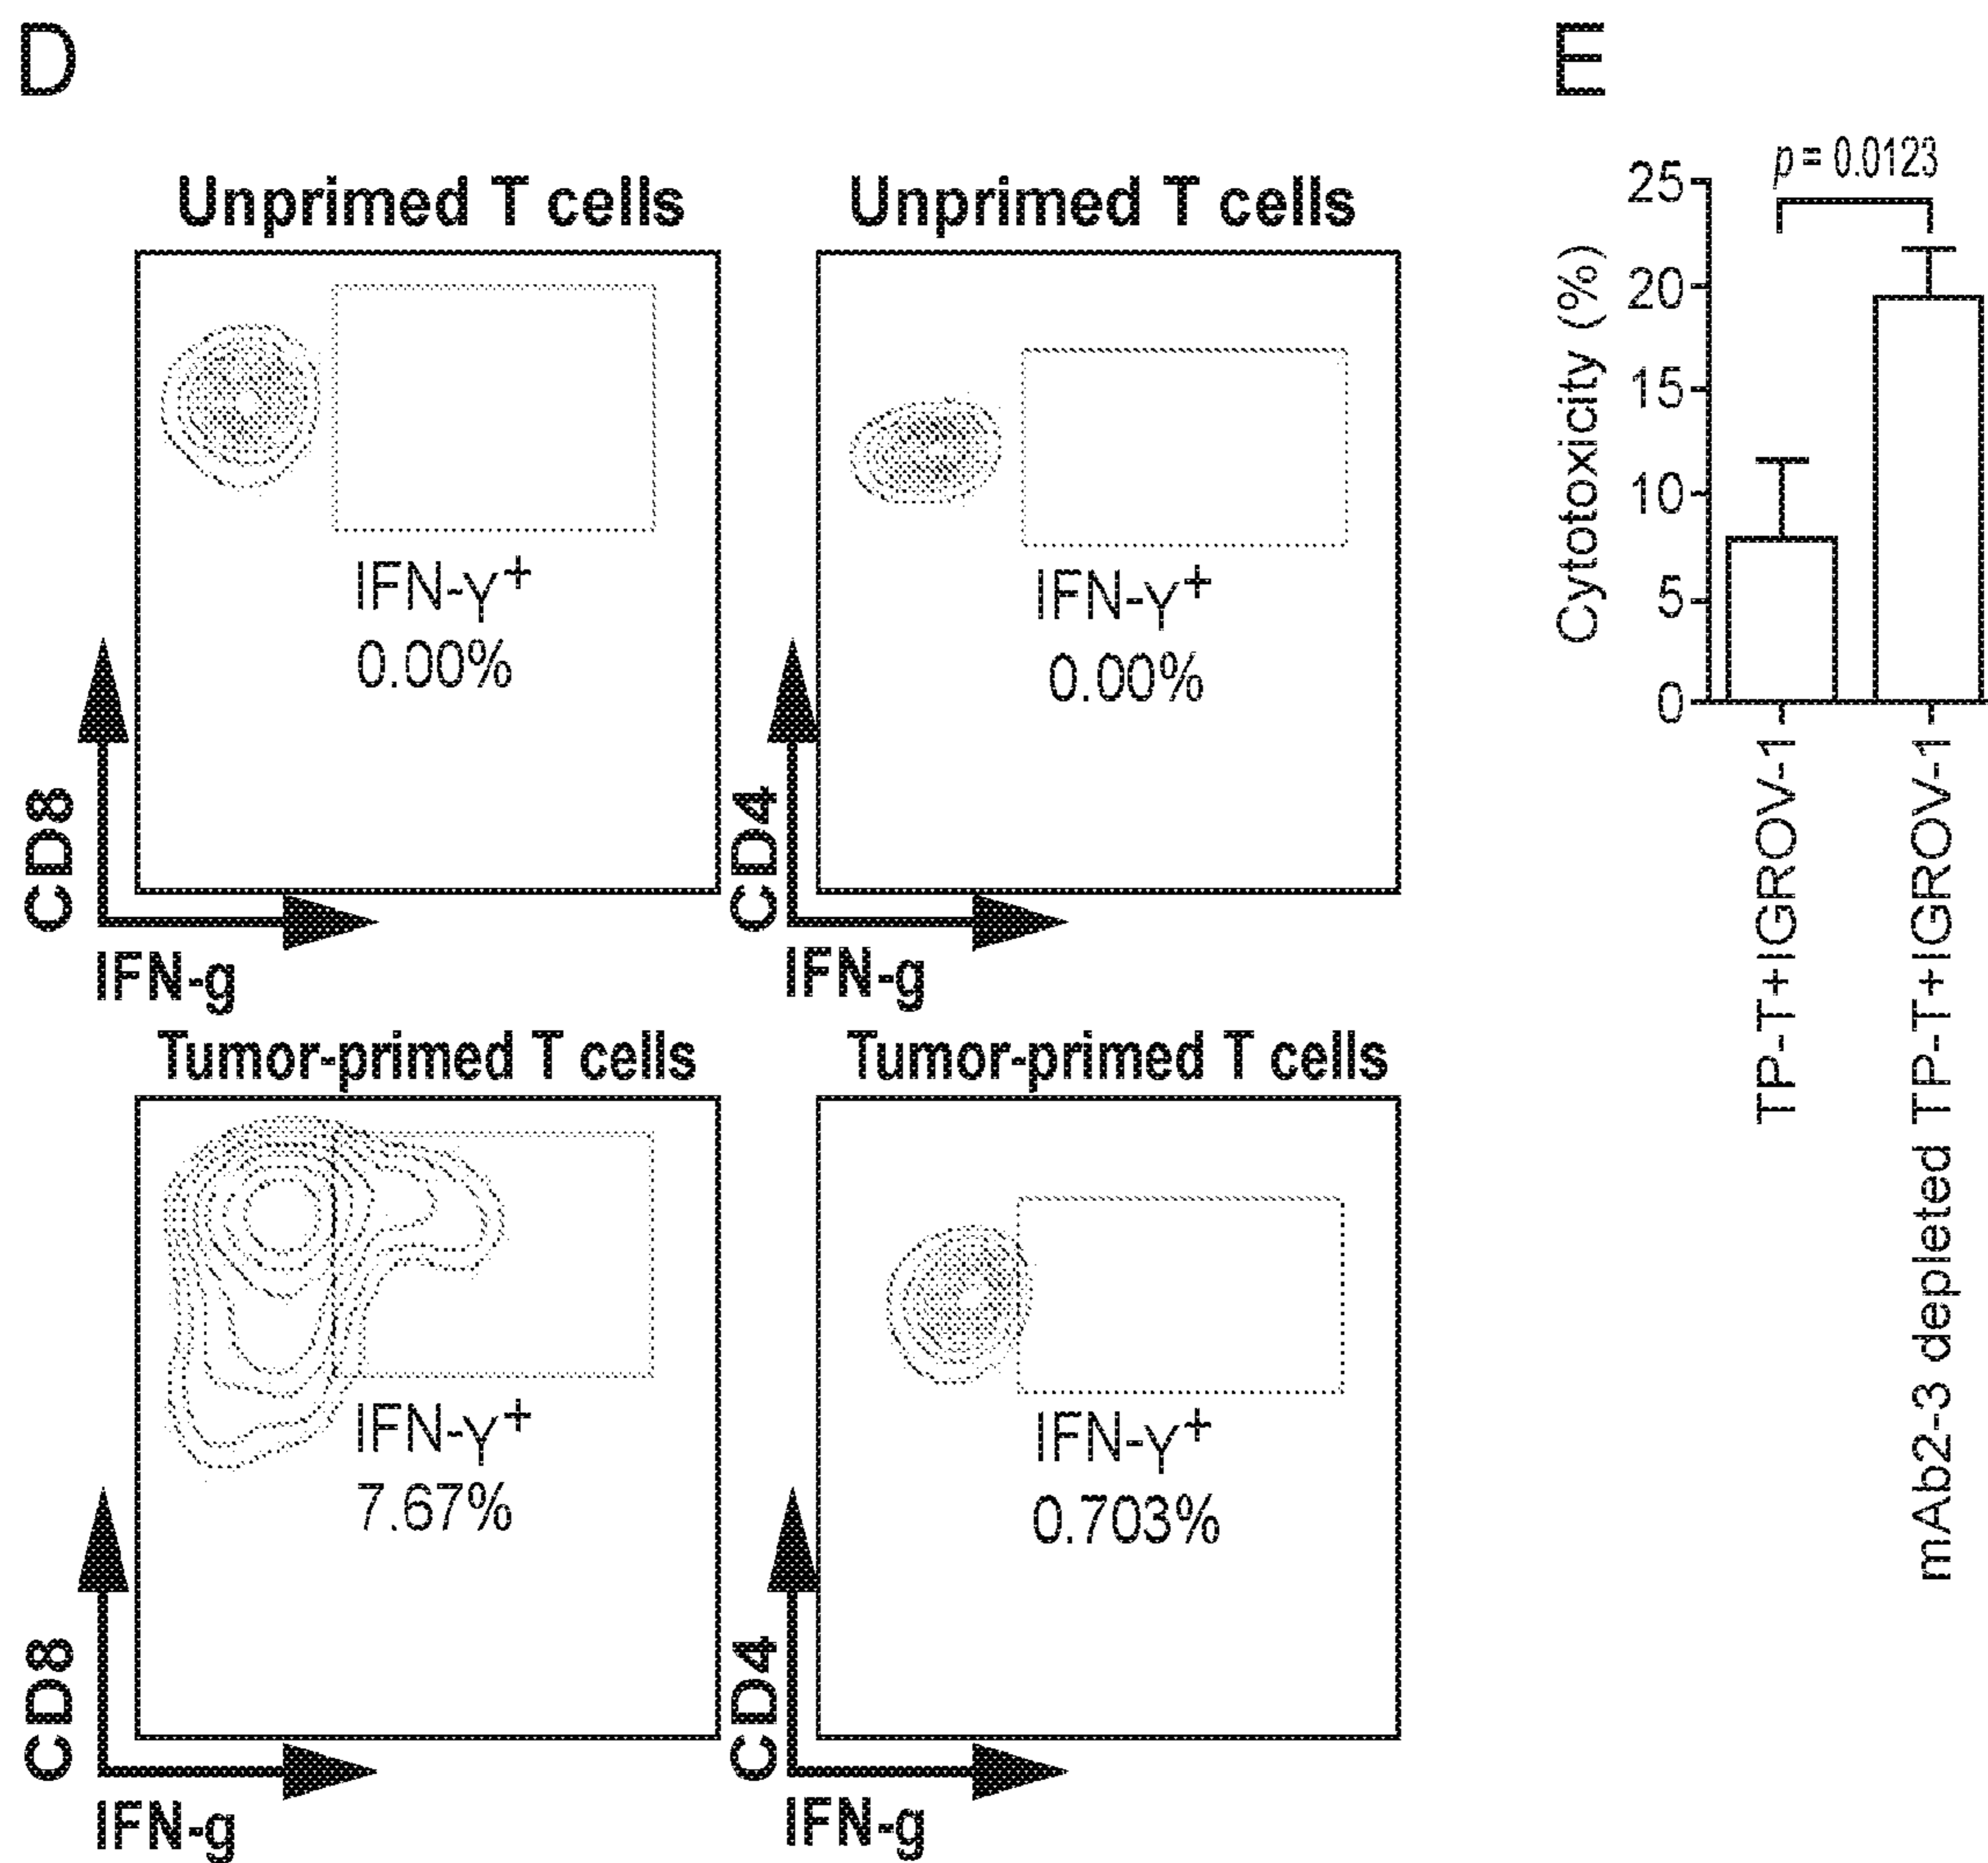 D
Unprimed T cells
IFN-γ+
0.00%
CD8
IFN-g
Unprimed T cells
IFN-γ+
0.00%
CD4
IFN-g
Tumor-primed T cells
IFN-γ+
7.67%
CD8
IFN-g
Tumor-primed T cells
IFN-γ+
0.703%
CD4
IFN-g
E
p = 0.0123
Cytotoxicity (%)
25
20
15
10
5
0
TP-T+IGROV-1
mAb2-3 depleted TP-T+IGROV-1